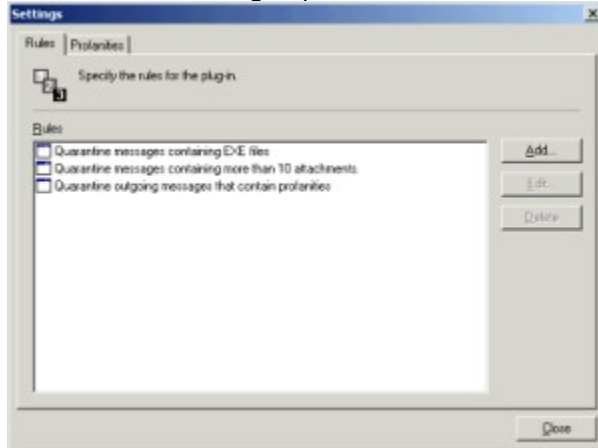 Settings
Rules
Profanities
Specify the rules for the plug-in.
Rules
Quarantine messages containing EXE files
Quarantine messages containing more than 10 attachments.
Quarantine outgoing messages that contain profanities
Add...
Edit...
Delete
Close